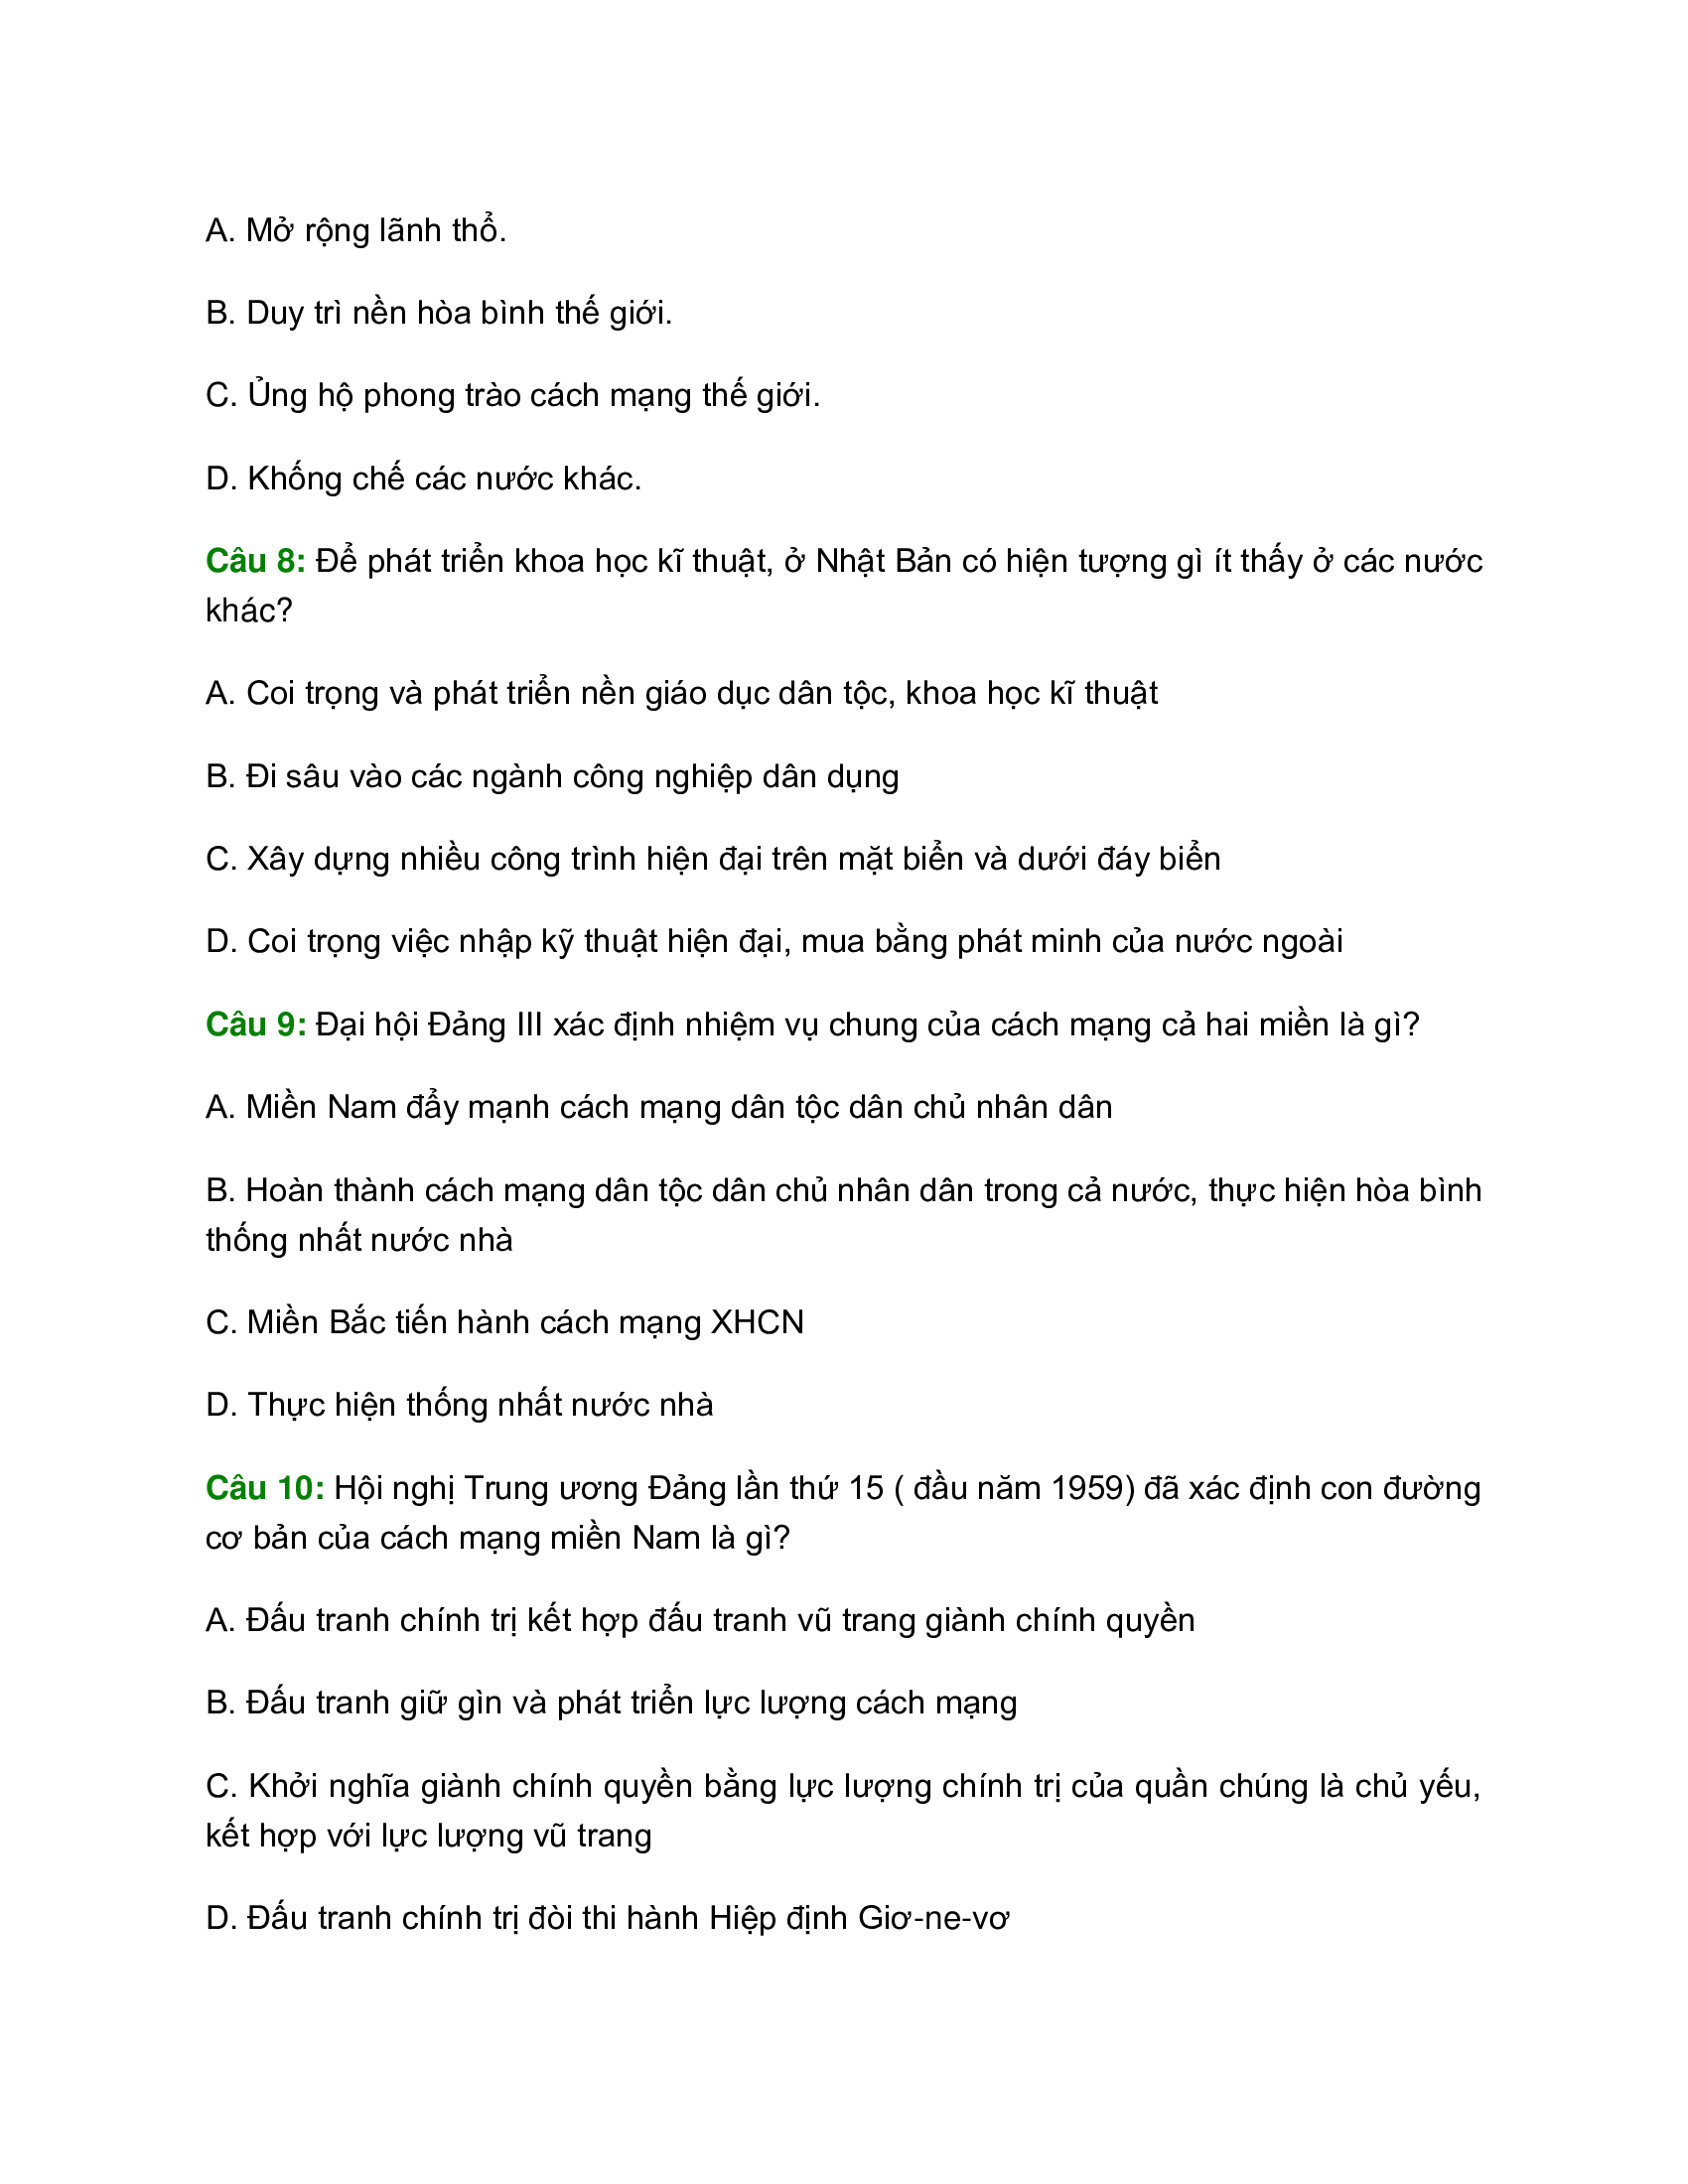 A. Mở rộng lãnh thổ.
B. Duy trì nền hòa bình thế giới.
C. Ủng hộ phong trào cách mạng thế giới.
D. Khống chế các nước khác.
Câu 8: Để phát triển khoa học kĩ thuật, ở Nhật Bản có hiện tượng gì ít thấy ở các nước
khác?
A. Coi trọng và phát triển nền giáo dục dân tộc, khoa học kĩ thuật
B. Đi sâu vào các ngành công nghiệp dân dụng
C. Xây dựng nhiều công trình hiện đại trên mặt biển và dưới đáy biển
D. Coi trọng việc nhập kỹ thuật hiện đại, mua bằng phát minh của nước ngoài
Câu 9: Đại hội Đảng III xác định nhiệm vụ chung của cách mạng cả hai miền là gì?
A. Miền Nam đẩy mạnh cách mạng dân tộc dân chủ nhân dân
B. Hoàn thành cách mạng dân tộc dân chủ nhân dân trong cả nước, thực hiện hòa bình
thống nhất nước nhà
C. Miền Bắc tiến hành cách mạng XHCN
D. Thực hiện thống nhất nước nhà
Câu 10: Hội nghị Trung ương Đảng lần thứ 15 ( đầu năm 1959) đã xác định con đường
cơ bản của cách mạng miền Nam là gì?
A. Đấu tranh chính trị kết hợp đấu tranh vũ trang giành chính quyền
B. Đấu tranh giữ gìn và phát triển lực lượng cách mạng
C. Khởi nghĩa giành chính quyền bằng lực lượng chính trị của quần chúng là chủ yếu,
kết hợp với lực lượng vũ trang
D. Đấu tranh chính trị đòi thi hành Hiệp định Giơ-ne-vơ